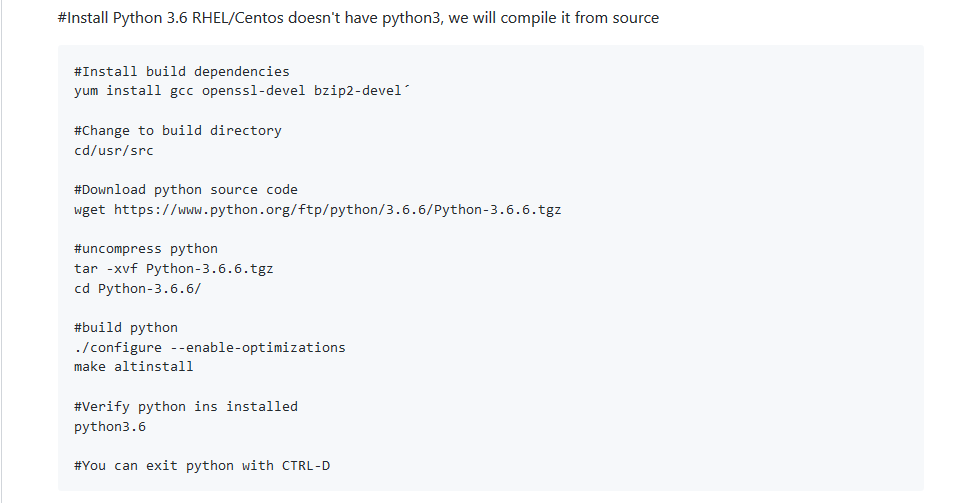 #Install Python 3.6 RHEL/Centos doesn't have python3, we will compile it from source
#Install build dependencies
yum install gcc openssl-devel bzip2-devel´
#Change to build directory
cd/usr/src
#Download python source code
wget https://www.python.org/ftp/python/3.6.6/Python-3.6.6.tgz
#uncompress python
tar -xvf Python-3.6.6.tgz
cd Python-3.6.6/
#build python
./configure --enable-optimizations
make altinstall
#Verify python ins installed
python3.6
#You can exit python with CTRL-D